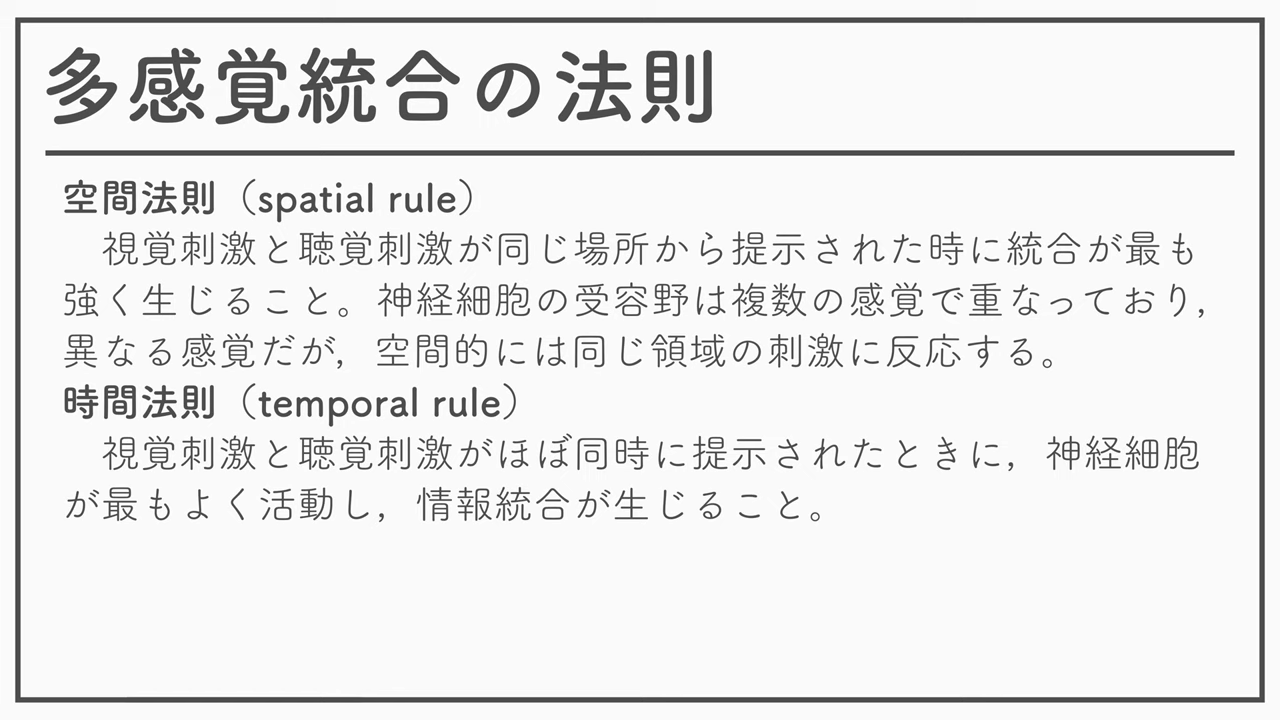 多感覚統合の法則
空間法則（spatial rule）
　視覚刺激と聴覚刺激が同じ場所から提示された時に統合が最も
強く生じること。神経細胞の受容野は複数の感覚で重なっており，
異なる感覚だが，空間的には同じ領域の刺激に反応する。
時間法則（temporal rule）
　視覚刺激と聴覚刺激がほぼ同時に提示されたときに，神経細胞
が最もよく活動し，情報統合が生じること。